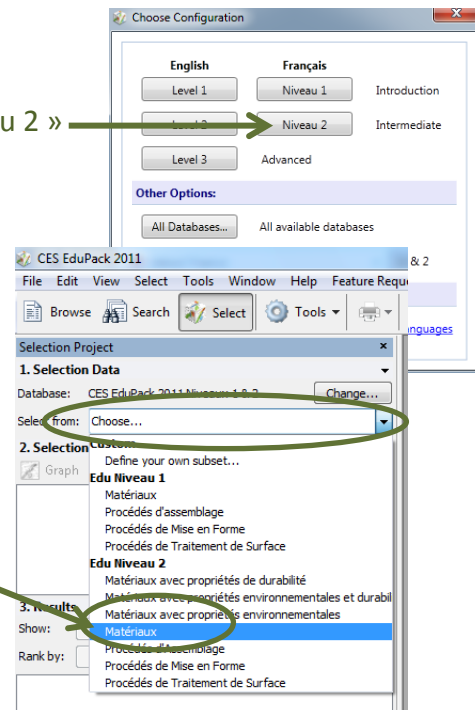 Choose Configuration
x
English Français
Level 1 Niveau 1 Introduction
u 2 »
Level 2 Niveau 2 Intermediate
Level 3 Advanced
Other Options:
All Databases... All available databases
& 2
nguages
CES EduPack 2011
File Edit View Select Tools Window Help Feature Requ
Browse Search Select Tools
Selection Project x
1. Selection Data
Database: CES EduPack 2011 Niveaux 1 & 2 Change...
Select from: Choose...
2. Selection
Graph
Custom
Define your own subset...
Edu Niveau 1
Matériaux
Procédés d'assemblage
Procédés de Mise en Forme
Procédés de Traitement de Surface
Edu Niveau 2
Matériaux avec propriétés de durabilité
Matériaux avec propriétés environnementales et durabil
Matériaux avec propriétés environnementales
Matériaux
Procédés d'Assemblage
Procédés de Mise en Forme
Procédés de Traitement de Surface
3. Results
Show:
Rank by: